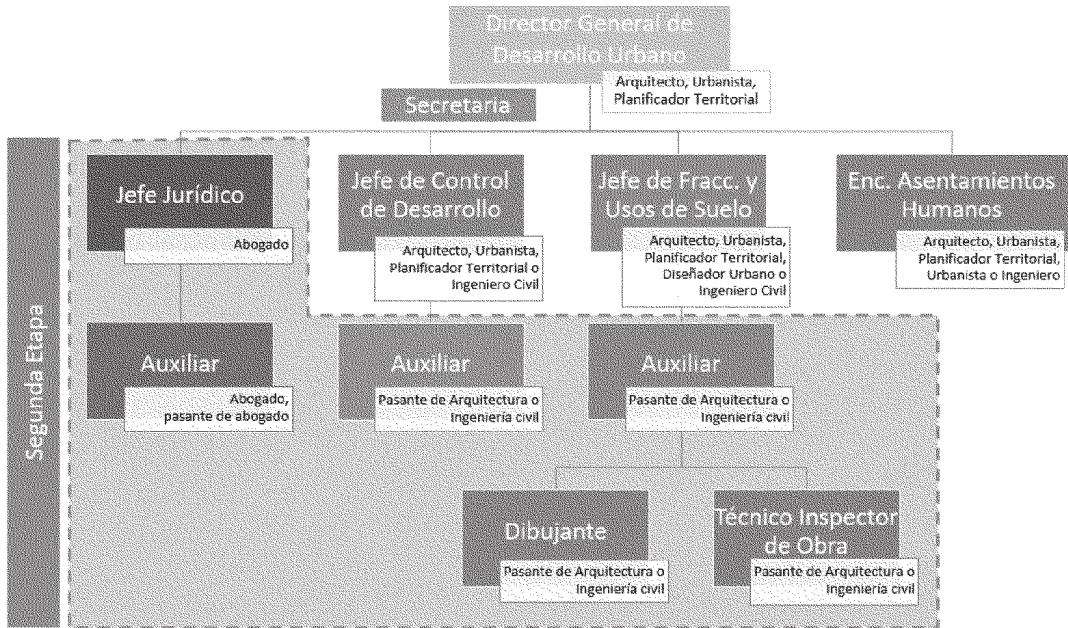 Director General de
Desarrollo Urbano
Arquitecto, Urbanista,
Planificador Territorial
Secretaria
Segunda Etapa
Jefe Jurídico
Abogado
Jefe de Control
de Desarrollo
Arquitecto, Urbanista,
Planificador Territorial o
Ingeniero Civil
Jefe de Fracc. y
Usos de Suelo
Arquitecto, Urbanista,
Planificador Territorial,
Diseñador Urbano o
Ingeniero Civil
Enc. Asentamientos
Humanos
Arquitecto, Urbanista,
Planificador Territorial,
Urbanista o Ingeniero
Auxiliar
Abogado,
pasante de abogado
Auxiliar
Pasante de Arquitectura o
Ingeniería civil
Auxiliar
Pasante de Arquitectura o
Ingeniería civil
Dibujante
Pasante de Arquitectura o
Ingeniería civil
Técnico Inspector
de Obra
Pasante de Arquitectura o
Ingeniería civil